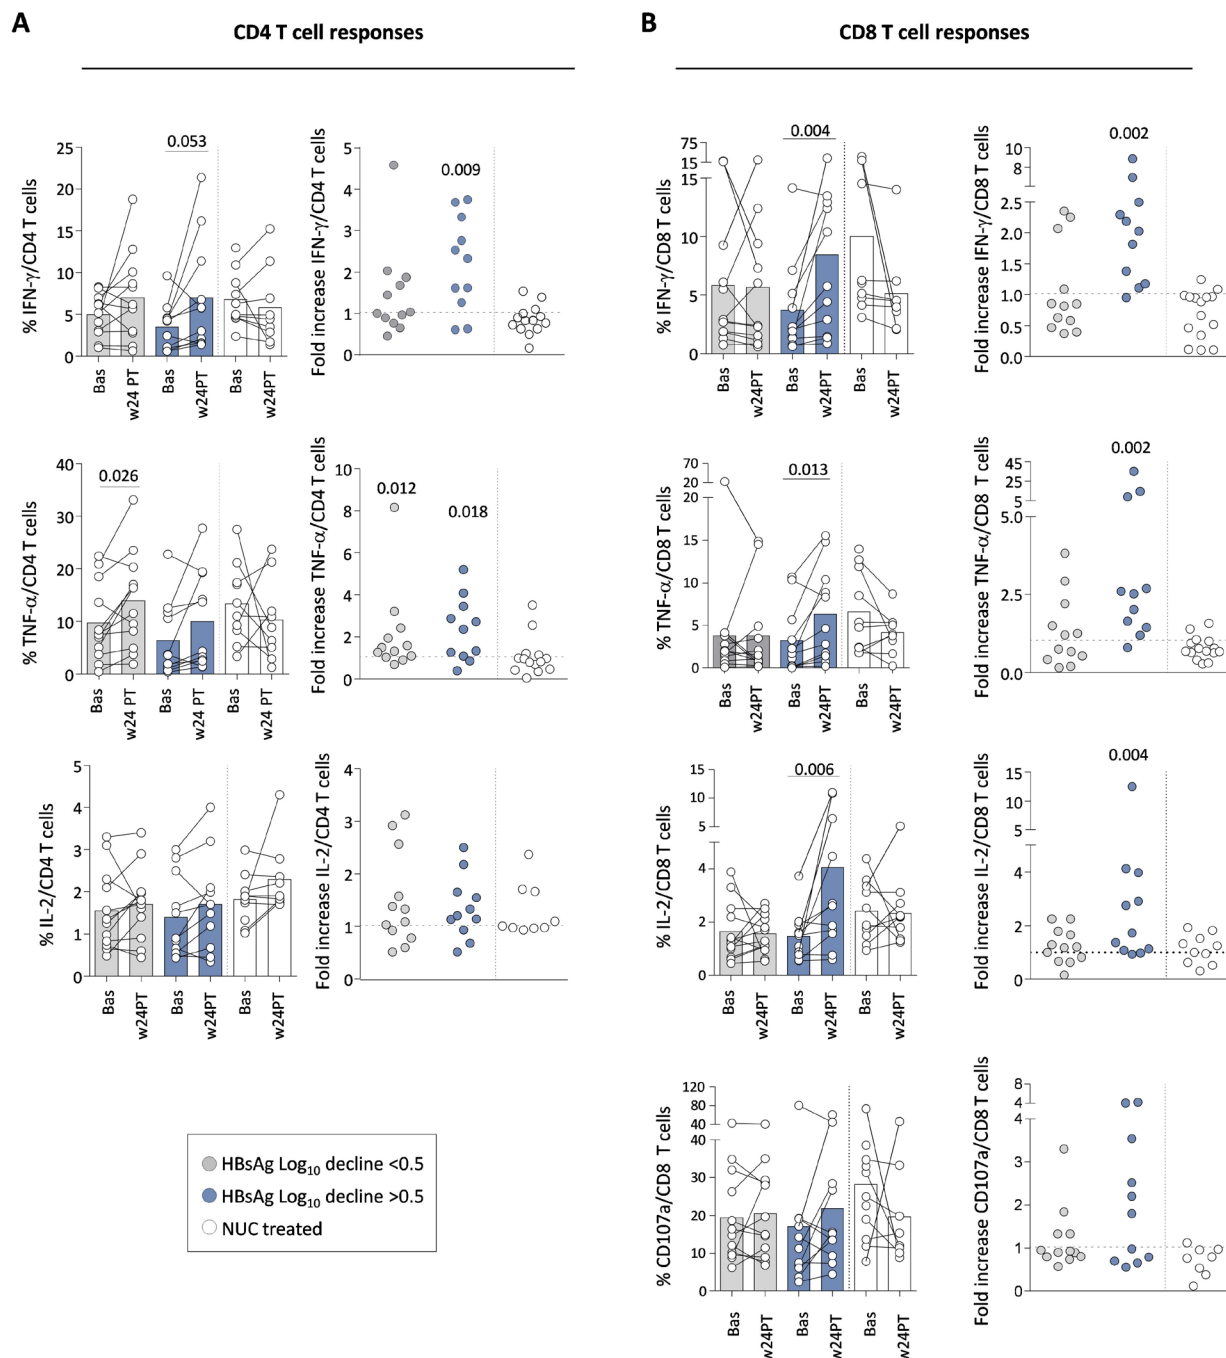 A
CD4 T cell responses
B
CD8 T cell responses
% IFN-γ/CD4 T cells
25
20
15
10
5
0
0.053
Bas
w24 PT
Bas
w24PT
Bas
w24PT
Fold increase IFN-γ/CD4 T cells
5
4
3
2
1
0
0.009
% IFN-γ/CD8 T cells
75
15
15
10
5
0
0.004
Bas
w24PT
Bas
w24PT
Bas
w24PT
Fold increase IFN-γ/CD8 T cells
10
8
6
2.5
2.0
1.5
1.0
0.5
0.0
0.002
% TNF-α/CD4 T cells
40
30
20
10
0
0.026
Bas
w24 PT
Bas
w24 PT
Bas
w24 PT
Fold increase TNF-α/CD4 T cells
10
8
6
4
2
0
0.012
0.018
% TNF-α/CD8 T cells
70
20
20
15
10
5
0
0.013
Bas
w24PT
Bas
w24PT
Bas
w24PT
Fold increase TNF-α/CD8 T cells
45
25
5
5.0
2.5
0.0
0.002
% IL-2/CD4 T cells
5
4
3
2
1
0
Bas
w24PT
Bas
w24PT
Bas
w24PT
Fold increase IL-2/CD4 T cells
4
3
2
1
0
% IL-2/CD8 T cells
15
10
5
4
2
0
0.006
Bas
w24PT
Bas
w24PT
Bas
w24PT
Fold increase IL-2/CD8 T cells
15
10
5
4
2
0
0.004
% CD107a/CD8 T cells
120
80
40
40
30
20
10
0
Bas
w24PT
Bas
w24PT
Bas
w24PT
Fold increase CD107a/CD8 T cells
8
4
4
3
2
1
0
HBsAg Log10 decline <0.5
HBsAg Log10 decline >0.5
NUC treated